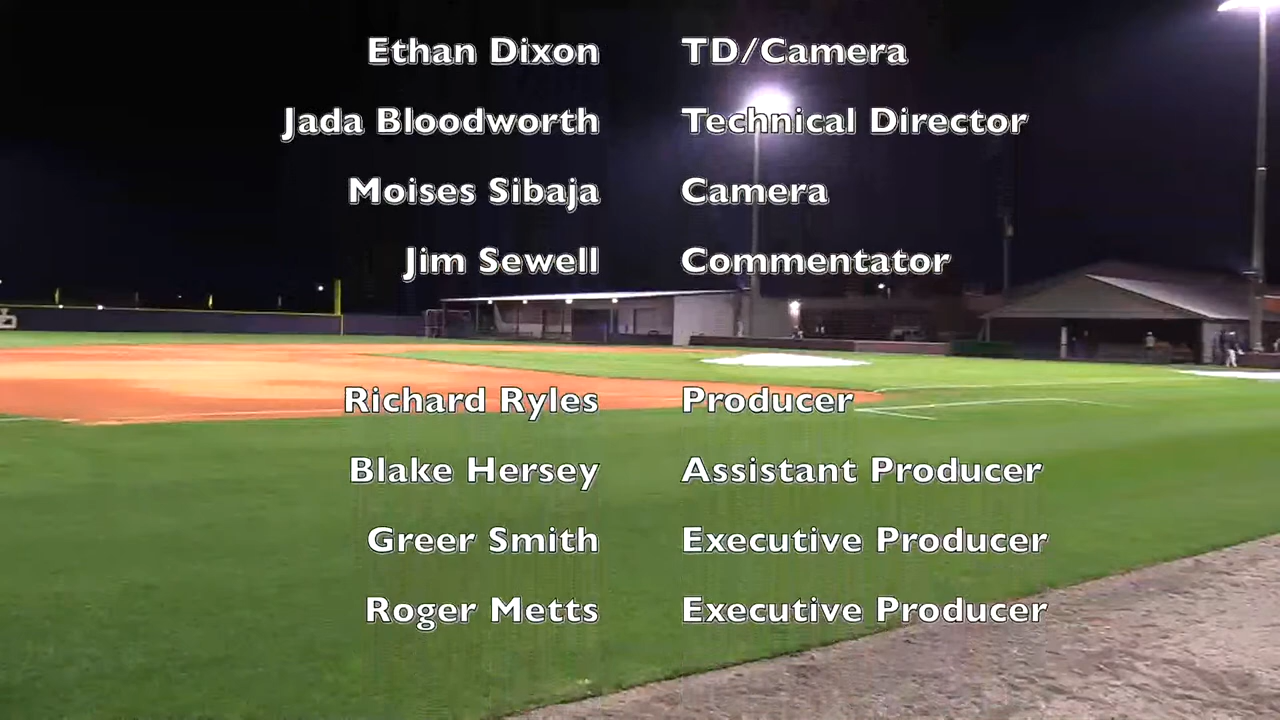 Ethan Dixon TD/Camera
Jada Bloodworth Technical Director
Moises Sibaja Camera
Jim Sewell Commentator
Richard Ryles Producer
Blake Hersey Assistant Producer
Greer Smith Executive Producer
Roger Metts Executive Producer